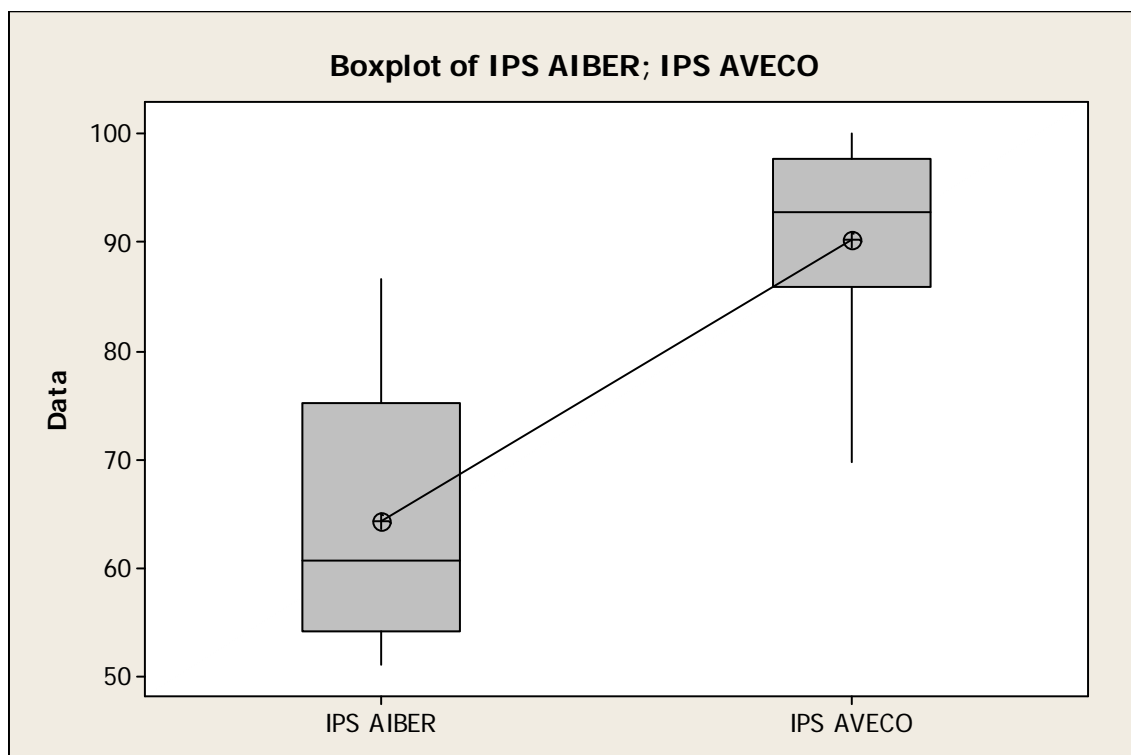 Boxplot of IPS AIBER; IPS AVECO
Data
100
90
80
70
60
50
IPS AIBER
IPS AVECO